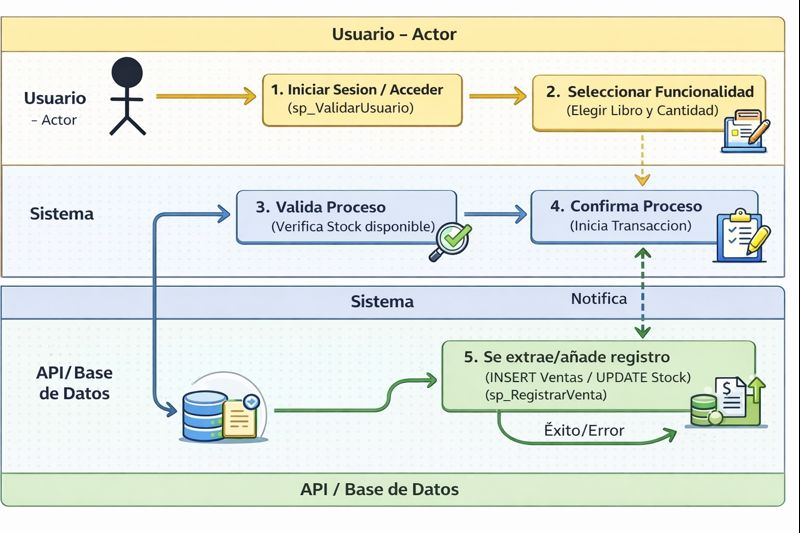 Usuario – Actor
Usuario
– Actor
1. Iniciar Sesion / Acceder
(sp_ValidarUsuario)
2. Seleccionar Funcionalidad
(Elegir Libro y Cantidad)
Sistema
3. Valida Proceso
(Verifica Stock disponible)
4. Confirma Proceso
(Inicia Transaccion)
Sistema
Notifica
API/Base
de Datos
5. Se extrae/añade registro
(INSERT Ventas / UPDATE Stock)
(sp_RegistrarVenta)
$
Éxito/Error
API / Base de Datos